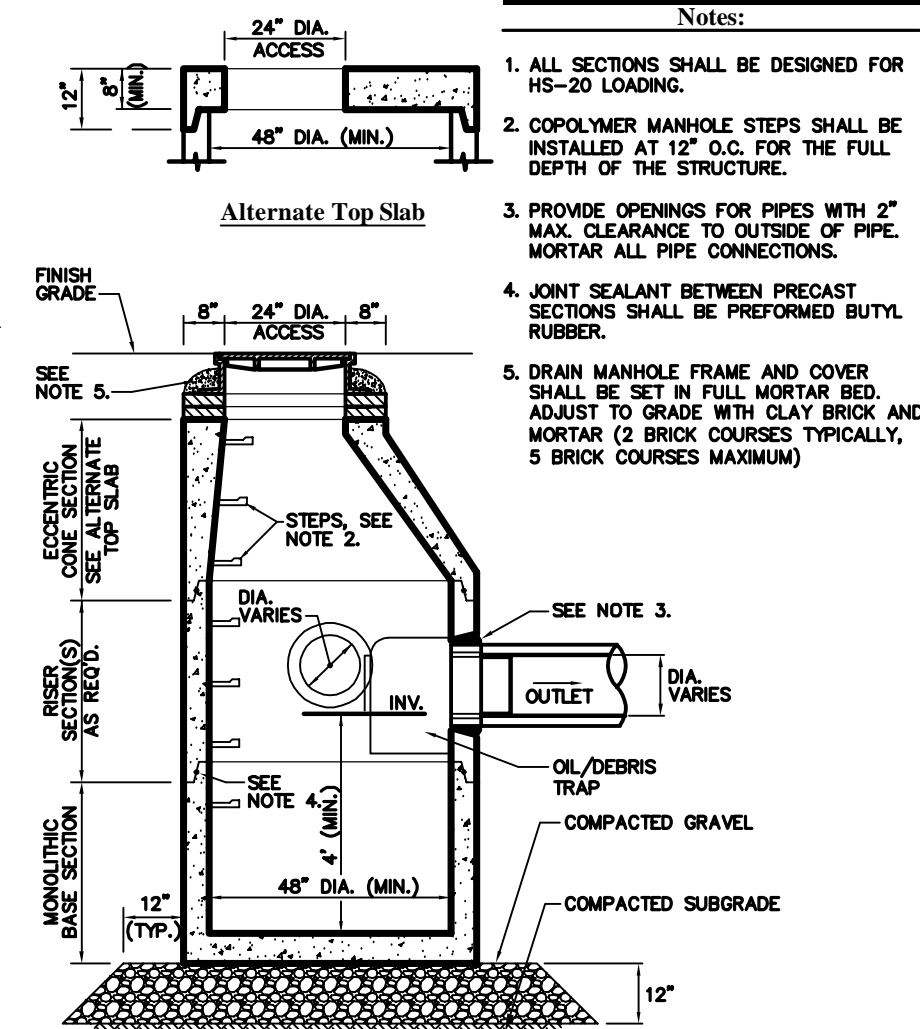 24" DIA.
ACCESS
12"
8"
(MIN.)
48" DIA. (MIN.)
Alternate Top Slab
Notes:
1. ALL SECTIONS SHALL BE DESIGNED FOR
HS-20 LOADING.
2. COPOLYMER MANHOLE STEPS SHALL BE
INSTALLED AT 12" O.C. FOR THE FULL
DEPTH OF THE STRUCTURE.
3. PROVIDE OPENINGS FOR PIPES WITH 2"
MAX. CLEARANCE TO OUTSIDE OF PIPE.
MORTAR ALL PIPE CONNECTIONS.
4. JOINT SEALANT BETWEEN PRECAST
SECTIONS SHALL BE PREFORMED BUTYL
RUBBER.
5. DRAIN MANHOLE FRAME AND COVER
SHALL BE SET IN FULL MORTAR BED.
ADJUST TO GRADE WITH CLAY BRICK AND
MORTAR (2 BRICK COURSES TYPICALLY,
5 BRICK COURSES MAXIMUM)
FINISH
GRADE
8"
24" DIA.
ACCESS
8"
SEE
NOTE 5.
ECCENTRIC
CONE SECTION
SEE ALTERNATE
TOP SLAB
STEPS, SEE
NOTE 2.
DIA.
VARIES
SEE NOTE 3.
RISER
SECTION(S)
AS REQ'D.
INV.
OUTLET
DIA.
VARIES
SEE
NOTE 4.
OIL/DEBRIS
TRAP
4' (MIN.)
COMPACTED GRAVEL
MONOLITHIC
BASE SECTION
48" DIA. (MIN.)
COMPACTED SUBGRADE
12"
(TYP.)
12"